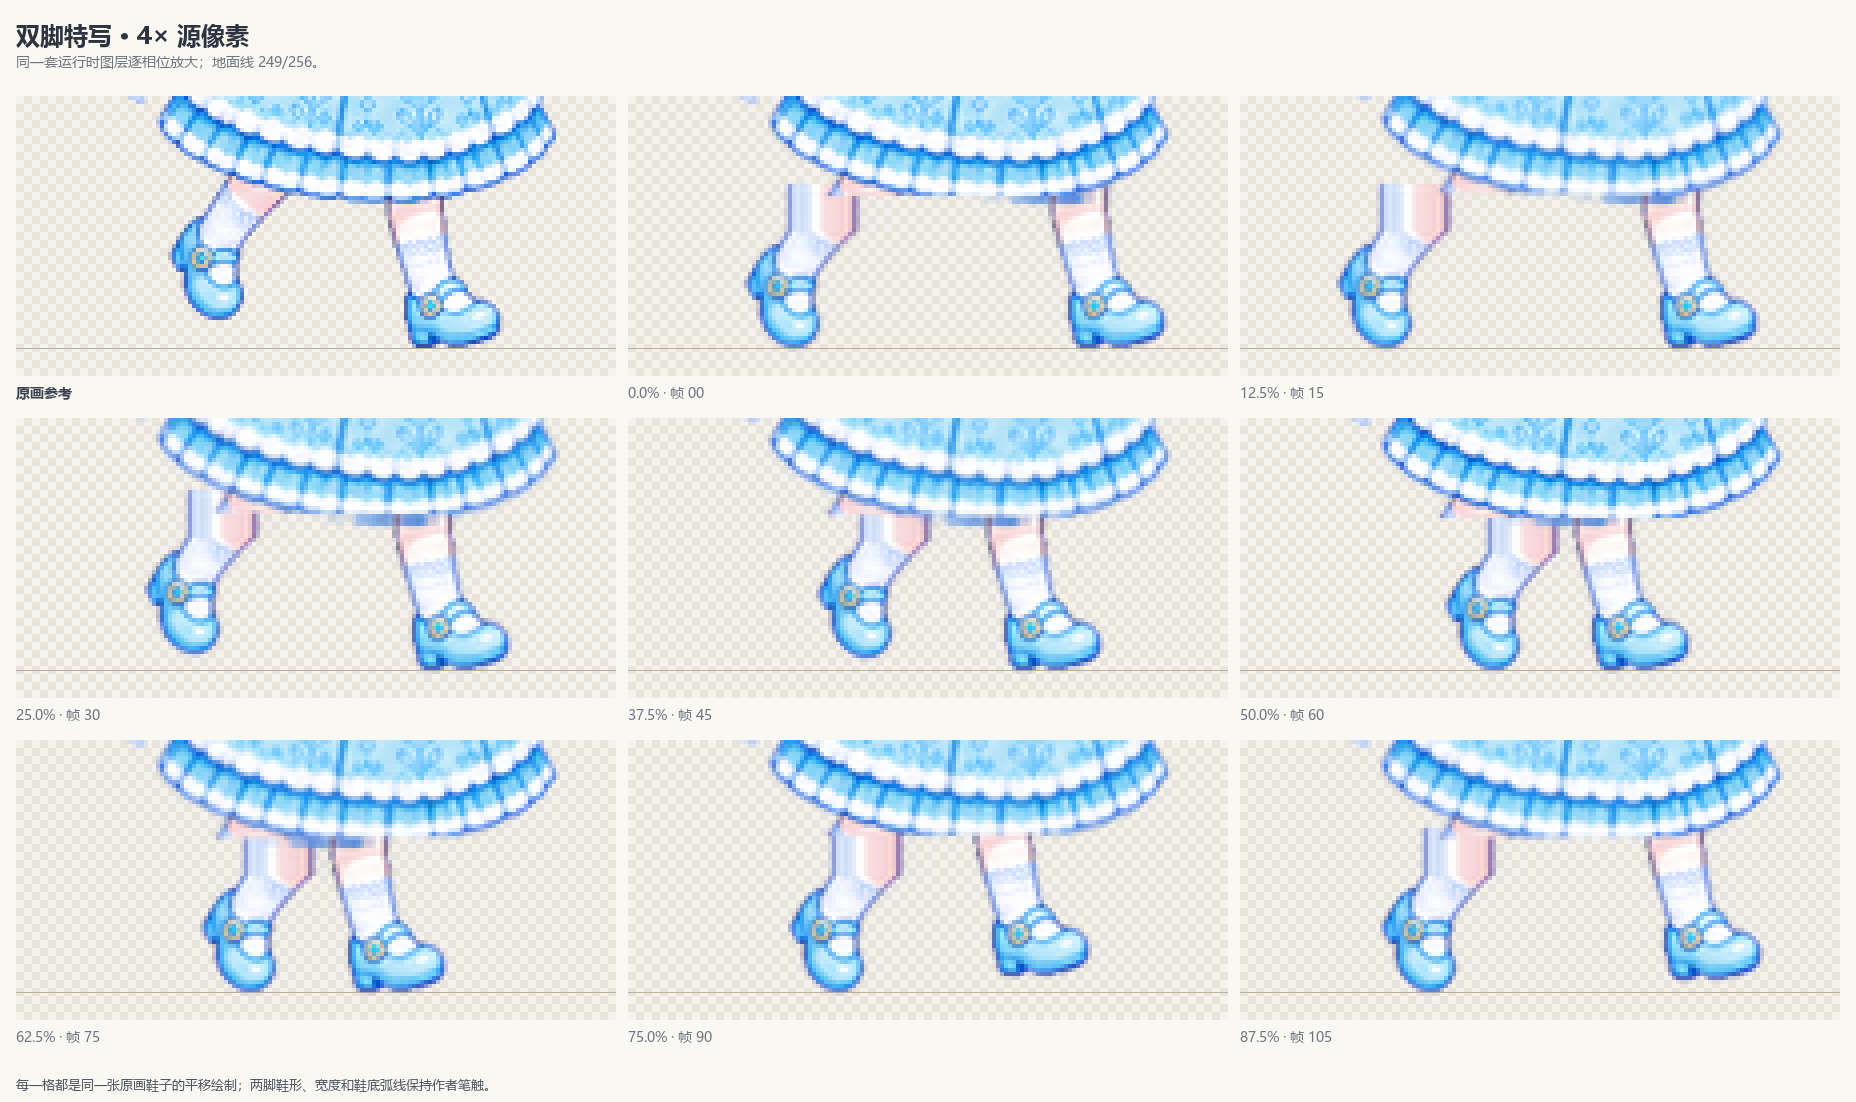 双脚特写 • 4× 源像素
同一套运行时图层逐相位放大；地面线 249/256。
原画参考
0.0% · 帧 00
12.5% · 帧 15
25.0% · 帧 30
37.5% · 帧 45
50.0% · 帧 60
62.5% · 帧 75
75.0% · 帧 90
87.5% · 帧 105
每一格都是同一张原画鞋子的平移绘制；两脚鞋形、宽度和鞋底弧线保持作者笔触。